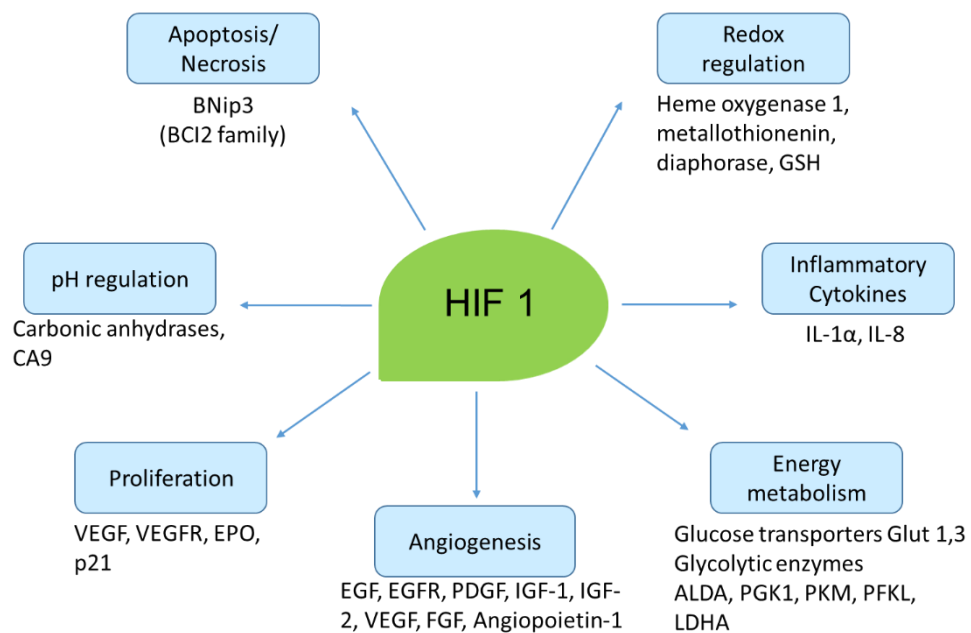 Apoptosis/
Necrosis
BNip3
(BCl2 family)
Redox
regulation
Heme oxygenase 1,
metallothionenin,
diaphorase, GSH
pH regulation
Carbonic anhydrases,
CA9
HIF 1
Inflammatory
Cytokines
IL-1α, IL-8
Proliferation
VEGF, VEGFR, EPO,
p21
Angiogenesis
EGF, EGFR, PDGF, IGF-1, IGF-
2, VEGF, FGF, Angiopoietin-1
Energy
metabolism
Glucose transporters Glut 1,3
Glycolytic enzymes
ALDA, PGK1, PKM, PFKL,
LDHA